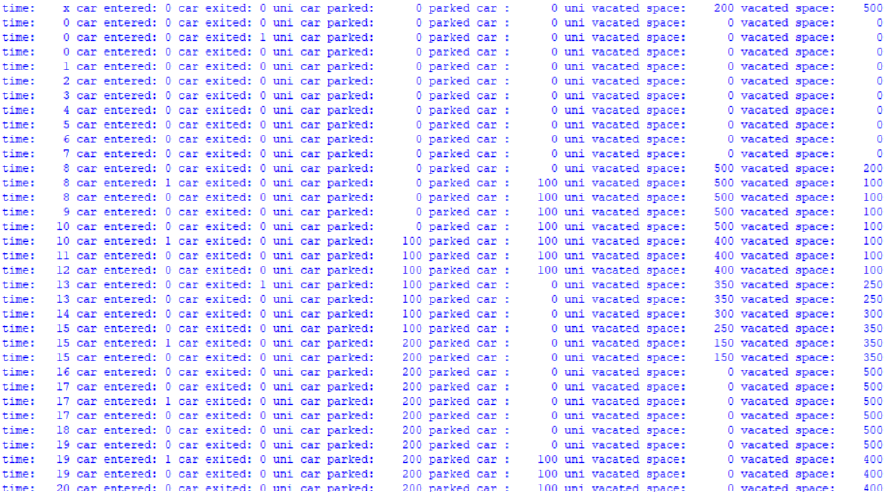 time: x car entered: 0 car exited: 0 uni car parked: 0 parked car : 0 uni vacated space: 200 vacated space: 500
time: 0 car entered: 0 car exited: 0 uni car parked: 0 parked car : 0 uni vacated space: 0 vacated space: 0
time: 0 car entered: 0 car exited: 1 uni car parked: 0 parked car : 0 uni vacated space: 0 vacated space: 0
time: 0 car entered: 0 car exited: 0 uni car parked: 0 parked car : 0 uni vacated space: 0 vacated space: 0
time: 1 car entered: 0 car exited: 0 uni car parked: 0 parked car : 0 uni vacated space: 0 vacated space: 0
time: 2 car entered: 0 car exited: 0 uni car parked: 0 parked car : 0 uni vacated space: 0 vacated space: 0
time: 3 car entered: 0 car exited: 0 uni car parked: 0 parked car : 0 uni vacated space: 0 vacated space: 0
time: 4 car entered: 0 car exited: 0 uni car parked: 0 parked car : 0 uni vacated space: 0 vacated space: 0
time: 5 car entered: 0 car exited: 0 uni car parked: 0 parked car : 0 uni vacated space: 0 vacated space: 0
time: 6 car entered: 0 car exited: 0 uni car parked: 0 parked car : 0 uni vacated space: 0 vacated space: 0
time: 7 car entered: 0 car exited: 0 uni car parked: 0 parked car : 0 uni vacated space: 0 vacated space: 0
time: 8 car entered: 0 car exited: 0 uni car parked: 0 parked car : 0 uni vacated space: 500 vacated space: 200
time: 8 car entered: 1 car exited: 0 uni car parked: 0 parked car : 100 uni vacated space: 500 vacated space: 100
time: 8 car entered: 0 car exited: 0 uni car parked: 0 parked car : 100 uni vacated space: 500 vacated space: 100
time: 9 car entered: 0 car exited: 0 uni car parked: 0 parked car : 100 uni vacated space: 500 vacated space: 100
time: 10 car entered: 0 car exited: 0 uni car parked: 0 parked car : 100 uni vacated space: 500 vacated space: 100
time: 10 car entered: 1 car exited: 0 uni car parked: 100 parked car : 100 uni vacated space: 400 vacated space: 100
time: 11 car entered: 0 car exited: 0 uni car parked: 100 parked car : 100 uni vacated space: 400 vacated space: 100
time: 12 car entered: 0 car exited: 0 uni car parked: 100 parked car : 100 uni vacated space: 400 vacated space: 100
time: 13 car entered: 0 car exited: 1 uni car parked: 100 parked car : 0 uni vacated space: 350 vacated space: 250
time: 13 car entered: 0 car exited: 0 uni car parked: 100 parked car : 0 uni vacated space: 350 vacated space: 250
time: 14 car entered: 0 car exited: 0 uni car parked: 100 parked car : 0 uni vacated space: 300 vacated space: 300
time: 15 car entered: 0 car exited: 0 uni car parked: 100 parked car : 0 uni vacated space: 250 vacated space: 350
time: 15 car entered: 1 car exited: 0 uni car parked: 200 parked car : 0 uni vacated space: 150 vacated space: 350
time: 15 car entered: 0 car exited: 0 uni car parked: 200 parked car : 0 uni vacated space: 150 vacated space: 350
time: 16 car entered: 0 car exited: 0 uni car parked: 200 parked car : 0 uni vacated space: 0 vacated space: 500
time: 17 car entered: 0 car exited: 0 uni car parked: 200 parked car : 0 uni vacated space: 0 vacated space: 500
time: 17 car entered: 1 car exited: 0 uni car parked: 200 parked car : 0 uni vacated space: 0 vacated space: 500
time: 17 car entered: 0 car exited: 0 uni car parked: 200 parked car : 0 uni vacated space: 0 vacated space: 500
time: 18 car entered: 0 car exited: 0 uni car parked: 200 parked car : 0 uni vacated space: 0 vacated space: 500
time: 19 car entered: 0 car exited: 0 uni car parked: 200 parked car : 0 uni vacated space: 0 vacated space: 500
time: 19 car entered: 1 car exited: 0 uni car parked: 200 parked car : 100 uni vacated space: 0 vacated space: 400
time: 19 car entered: 0 car exited: 0 uni car parked: 200 parked car : 100 uni vacated space: 0 vacated space: 400
time: 20 car entered: 0 car exited: 0 uni car parked: 200 parked car : 100 uni vacated space: 0 vacated space: 400